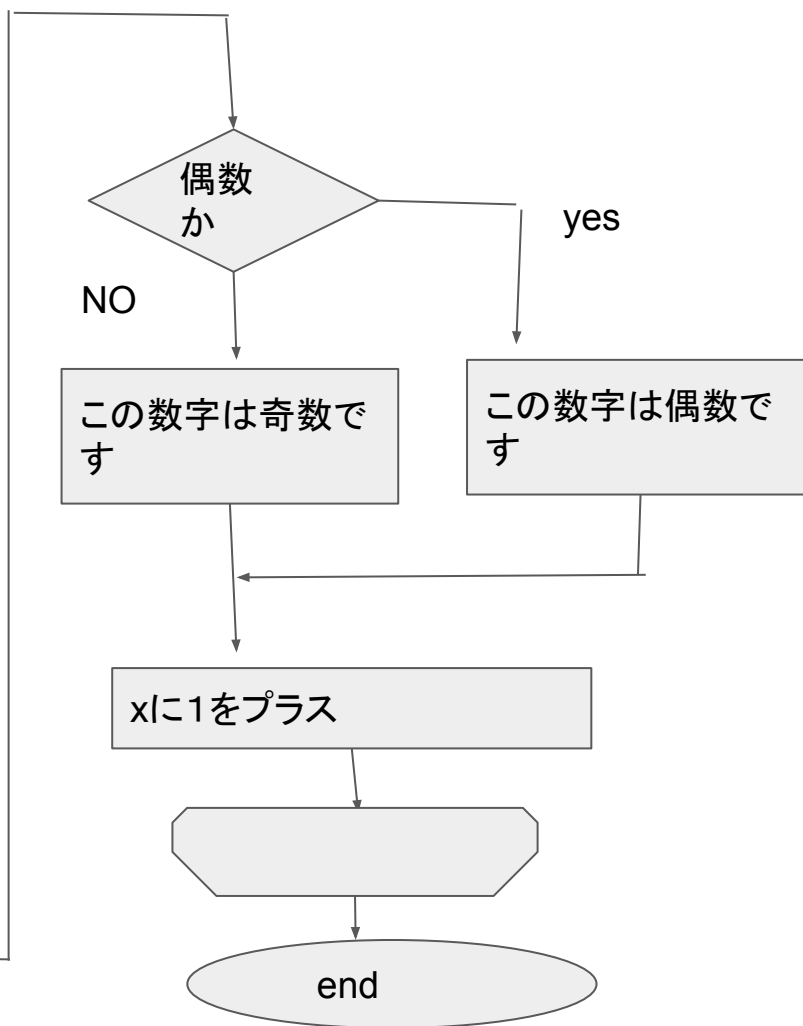 偶数
か
yes
NO
この数字は奇数で
す
この数字は偶数で
す
xに１をプラス
end